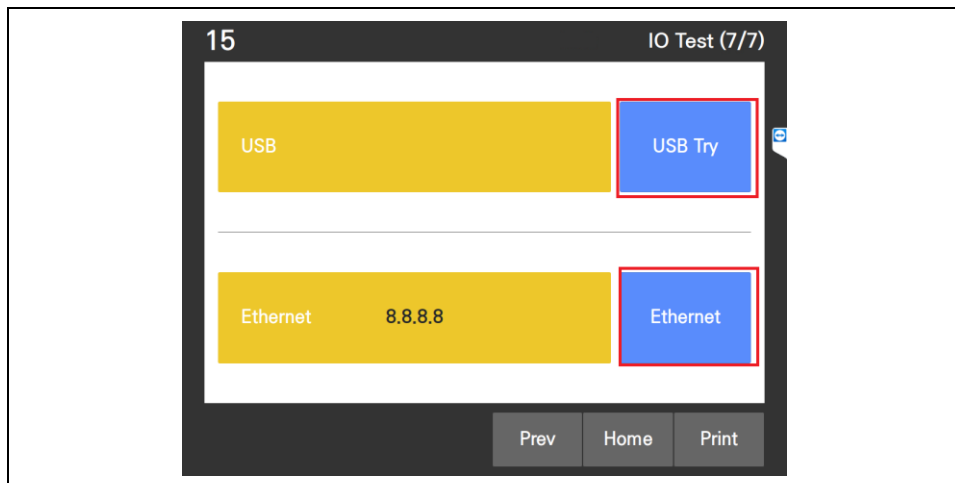 15 IO Test (7/7)
USB USB Try
Ethernet 8.8.8.8 Ethernet
Prev Home Print